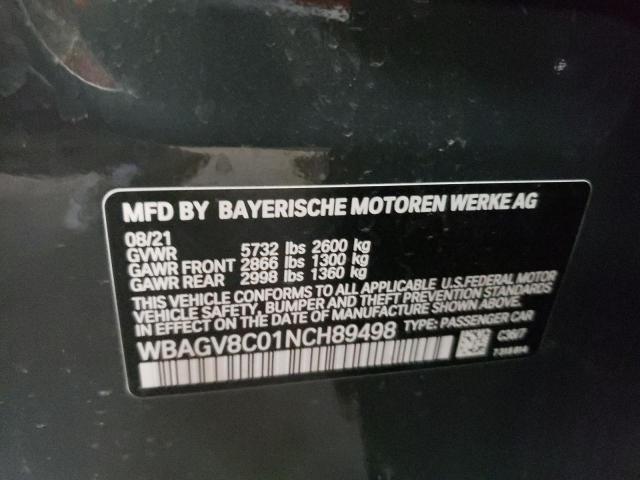 MFD BY BAYERISCHE MOTOREN WERKE AG
08/21
GVWR 5732 lbs 2600 kg
GAWR FRONT 2866 lbs 1300 kg
GAWR REAR 2998 lbs 1360 kg
THIS VEHICLE CONFORMS TO ALL APPLICABLE U.S.FEDERAL MOTOR
VEHICLE SAFETY, BUMPER AND THEFT PREVENTION STANDARDS
IN EFFECT ON THE DATE OF MANUFACTURE SHOWN ABOVE.
WBAGV8C01NCH89498 TYPE: PASSENGER CAR